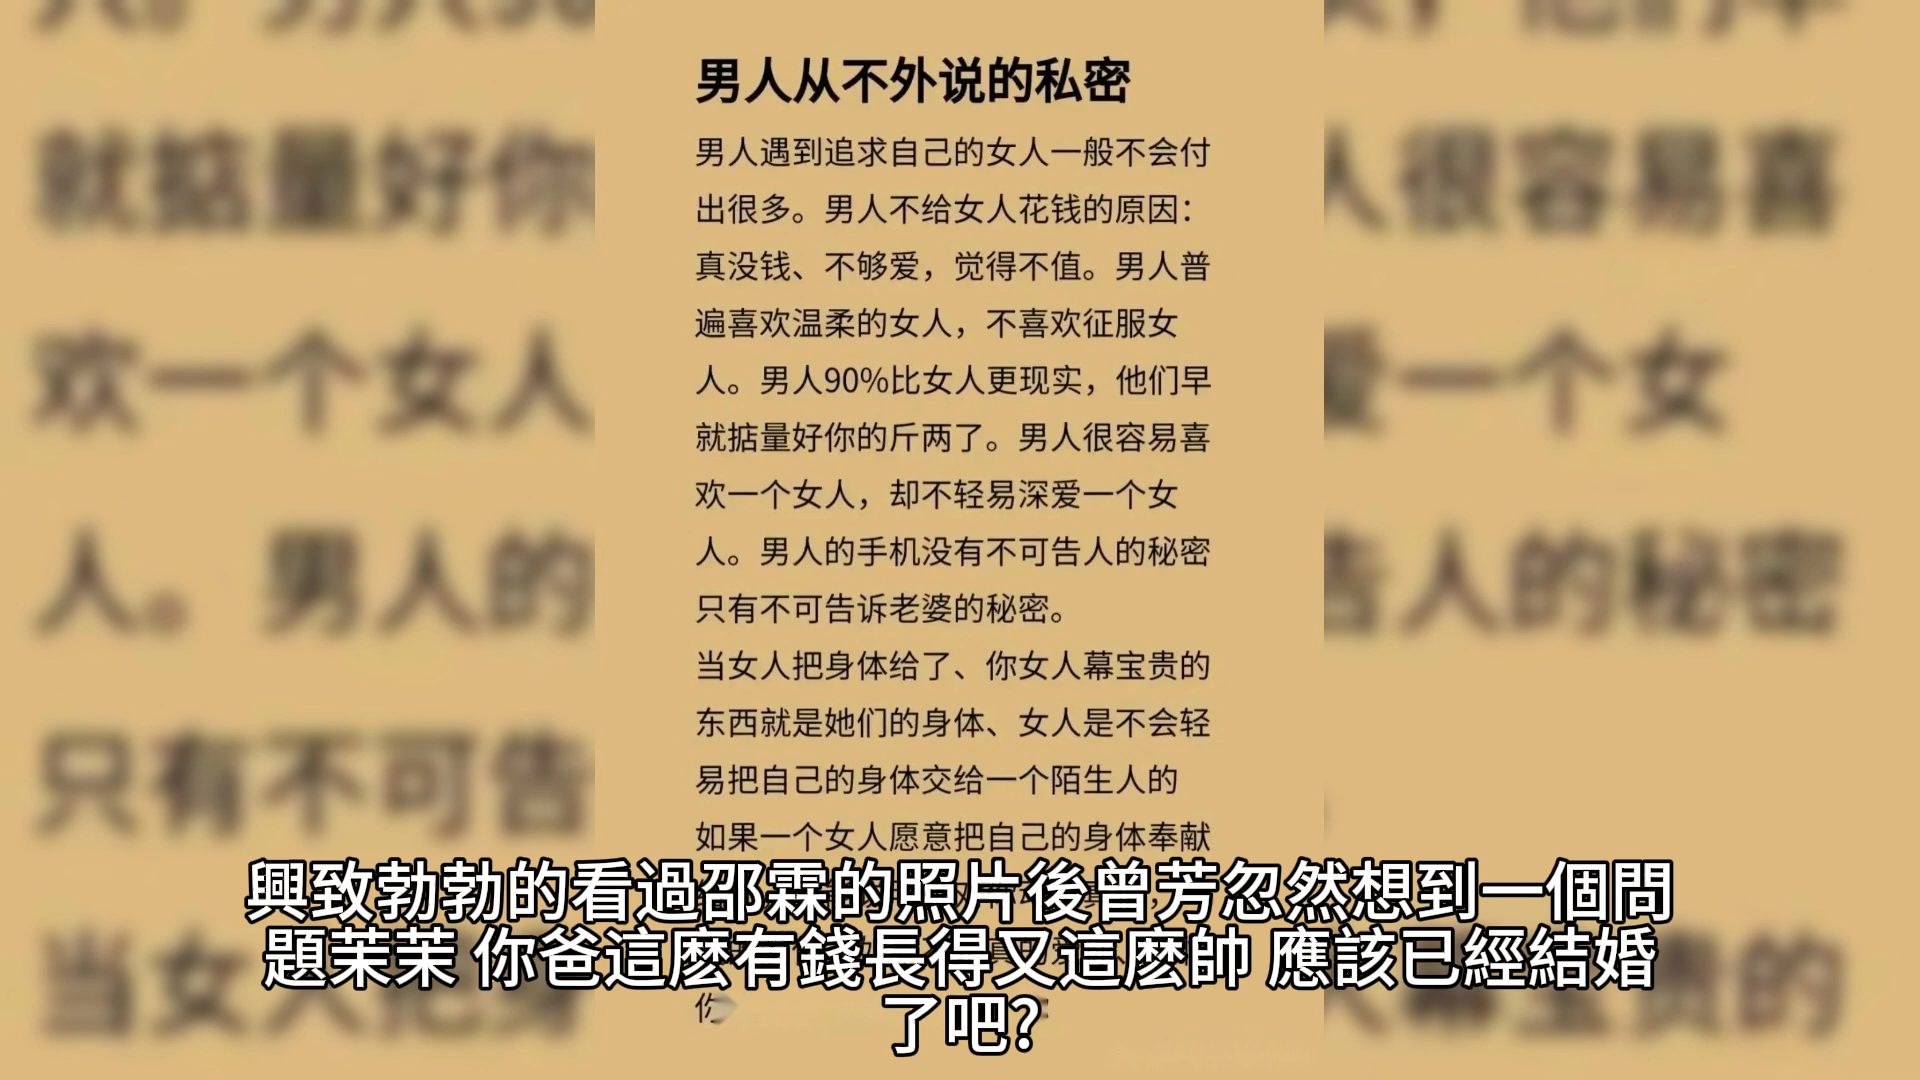 男人从不外说的私密
男人遇到追求自己的女人一般不会付
出很多。男人不给女人花钱的原因：
真没钱、不够爱，觉得不值。男人普
遍喜欢温柔的女人，不喜欢征服女
人。男人90%比女人更现实，他们早
就掂量好你的斤两了。男人很容易喜
欢一个女人，却不轻易深爱一个女
人。男人的手机没有不可告人的秘密
只有不可告诉老婆的秘密。
当女人把身体给了、你女人幕宝贵的
东西就是她们的身体、女人是不会轻
易把自己的身体交给一个陌生人的
如果一个女人愿意把自己的身体奉献
興致勃勃的看過邵霖的照片後曾芳忽然想到一個問
題茉茉 你爸這麽有錢長得又這麽帥 應該已經結婚
了吧?